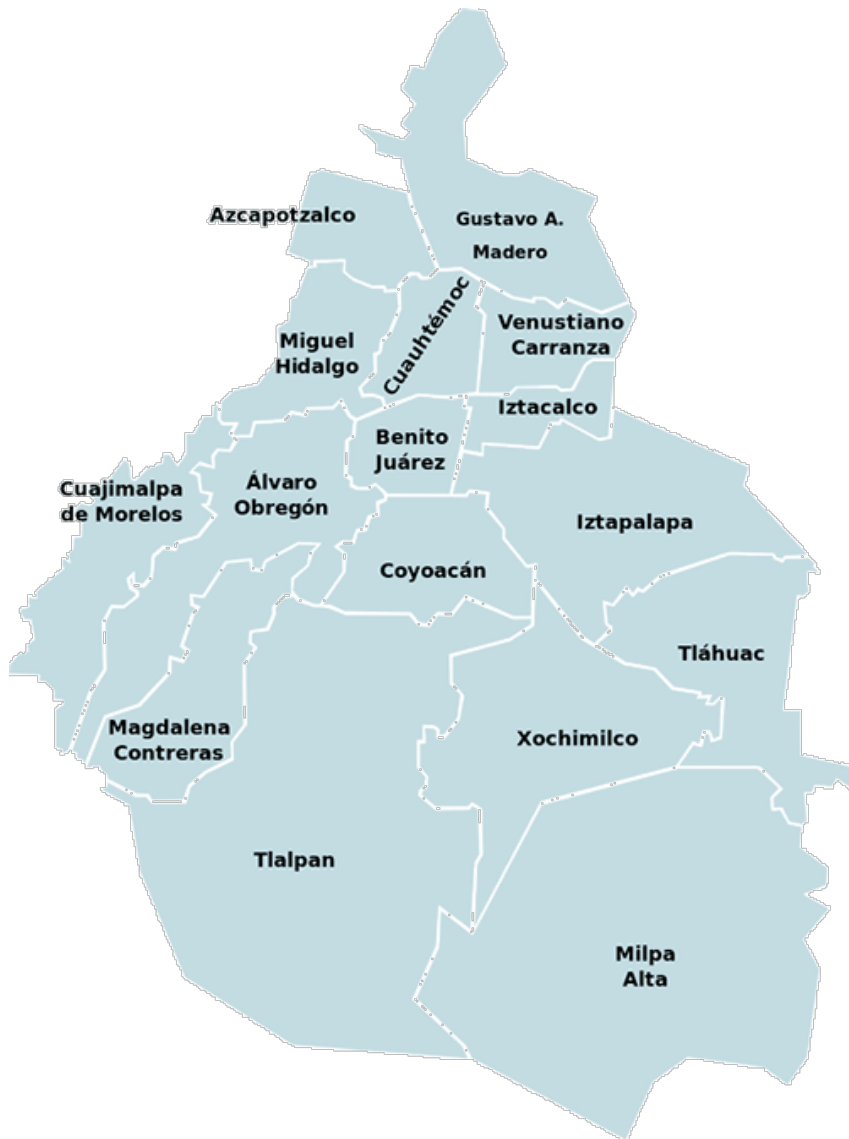 Azcapotzalco
Gustavo A.
Madero
Cuauhtémoc
Venustiano
Carranza
Miguel
Hidalgo
Iztacalco
Benito
Juárez
Cuajimalpa
de Morelos
Álvaro
Obregón
Iztapalapa
Coyoacán
Tláhuac
Magdalena
Contreras
Xochimilco
Tlalpan
Milpa
Alta